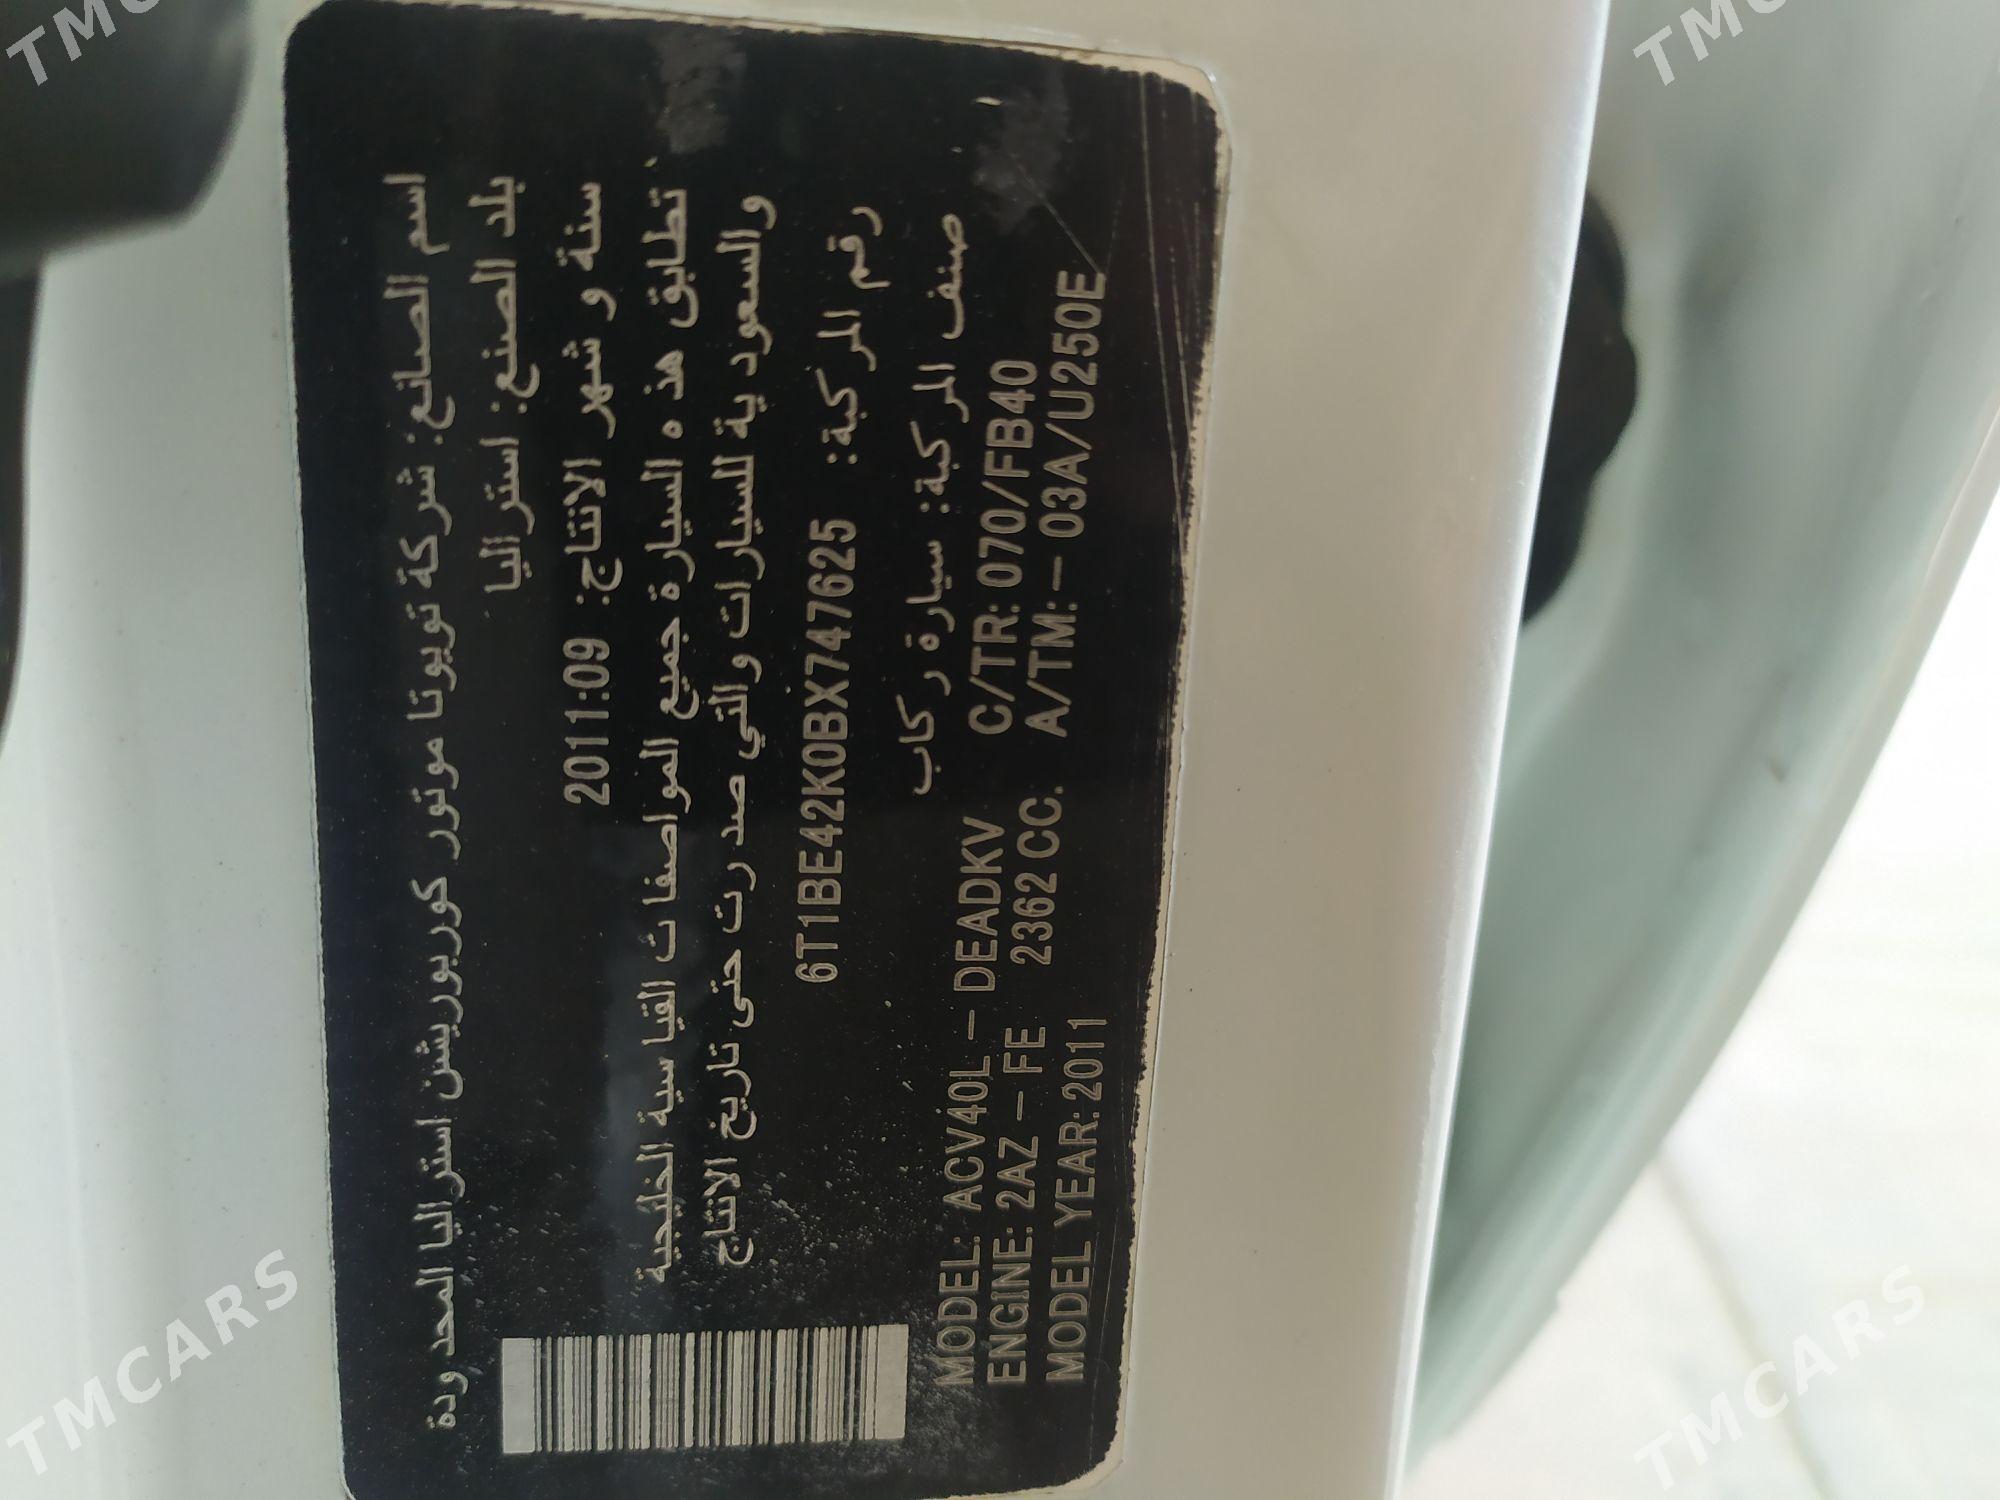 اسم الصانع: شركة تويوتا موتور كوربوريشن استراليا المحدودة
بلد الصنع: استراليا
سنة و شهر الانتاج: 2011:09
تطابق هذه السيارة جميع المواصفات القياسية الخليجية
والسعودية للسيارات والتي صدرت حتى تاريخ الانتاج
رقم المركبة: 6T1BE42K0BX747625
صنف المركبة: سيارة ركاب
MODEL: ACV40L – DEADKV C/TR: 070/FB40
ENGINE: 2AZ – FE 2362 CC. A/TM: – 03A/U250E
MODEL YEAR: 2011
TMCARS
TMCARS